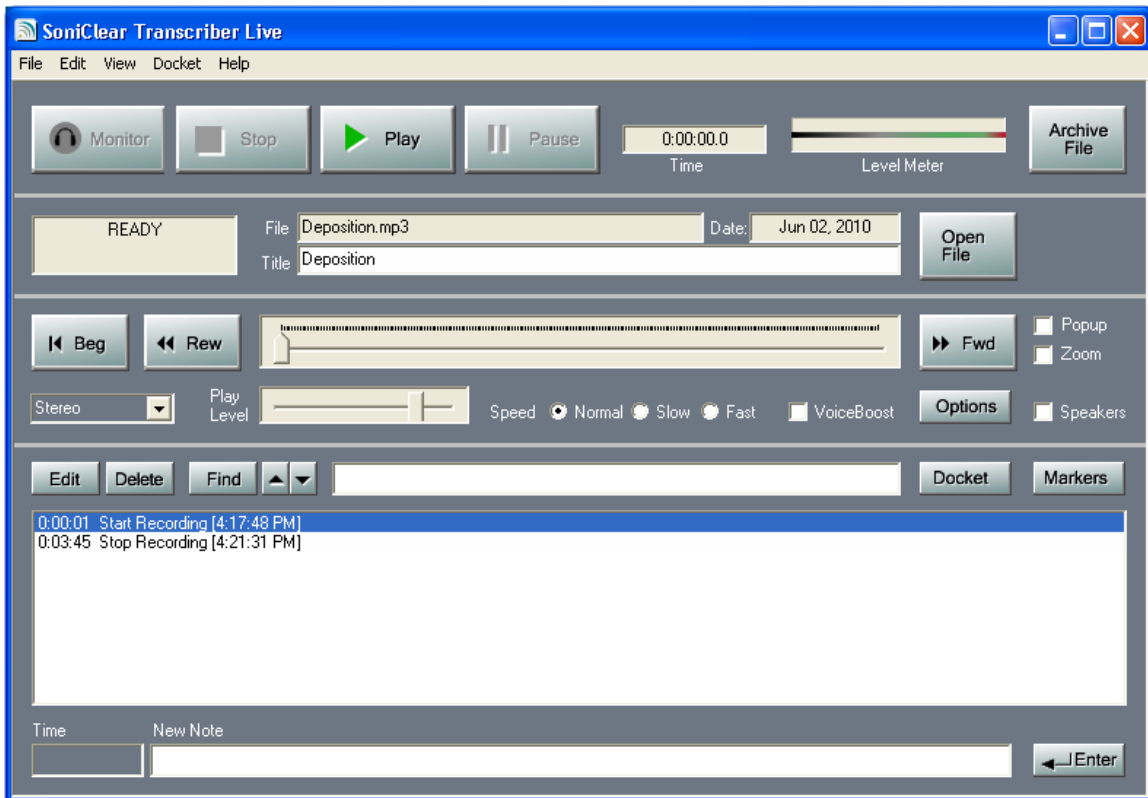 SoniClear Transcriber Live
File Edit View Docket Help
Monitor Stop Play Pause 0:00:00.0 Archive File
Time Level Meter
READY File Deposition.mp3 Date: Jun 02, 2010 Open File
Title Deposition
Beg Rew Fwd Popup
Zoom
Stereo Play Level Speed Normal Slow Fast VoiceBoost Options Speakers
Edit Delete Find Docket Markers
0:00:01 Start Recording [4:17:48 PM]
0:03:45 Stop Recording [4:21:31 PM]
Time New Note
Enter